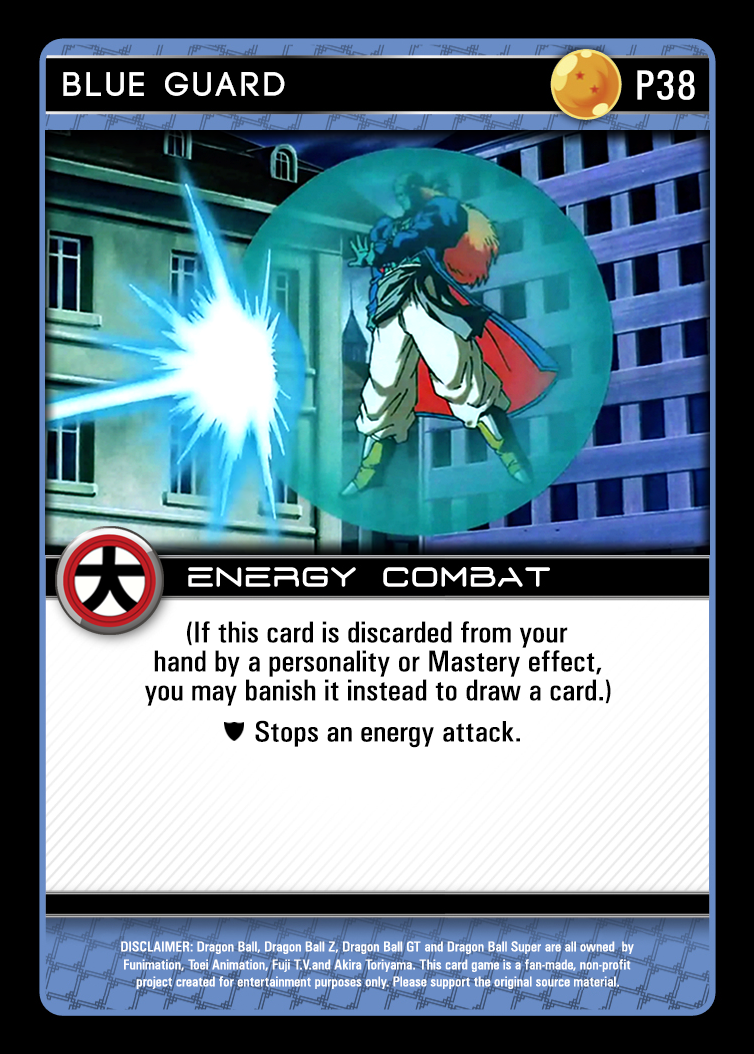 BLUE GUARD
P38
大
ENERGY COMBAT
(If this card is discarded from your
hand by a personality or Mastery effect,
you may banish it instead to draw a card.)
Stops an energy attack.
DISCLAIMER: Dragon Ball, Dragon Ball Z, Dragon Ball GT and Dragon Ball Super are all owned by
Funimation, Toei Animation, Fuji T.V.and Akira Toriyama. This card game is a fan-made, non-profit
project created for entertainment purposes only. Please support the original source material.